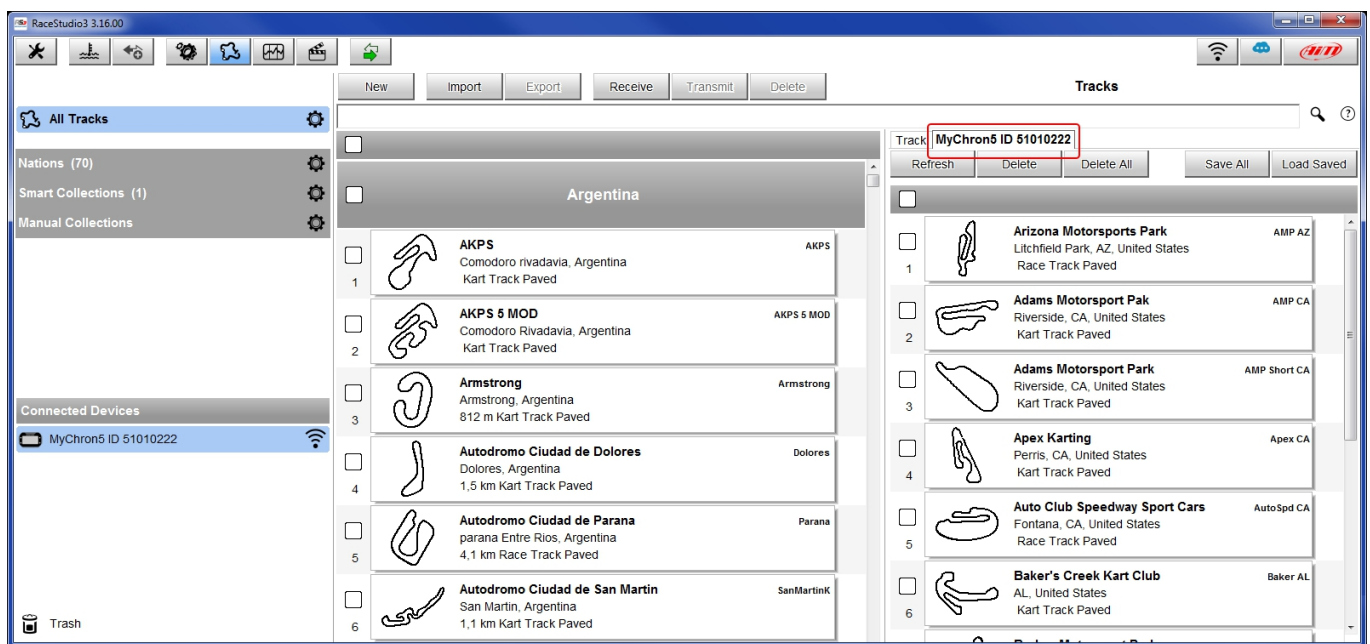 RaceStudio3 3.16.00
AiM
New Import Export Receive Transmit Delete
Tracks
All Tracks
Nations (70)
Smart Collections (1)
Manual Collections
Connected Devices
MyChron5 ID 51010222
Trash
Argentina
AKPS AKPS
Comodoro rivadavia, Argentina
Kart Track Paved
1
AKPS 5 MOD AKPS 5 MOD
Comodoro Rivadavia, Argentina
Kart Track Paved
2
Armstrong Armstrong
Armstrong, Argentina
812 m Kart Track Paved
3
Autodromo Ciudad de Dolores Dolores
Dolores, Argentina
1,5 km Kart Track Paved
4
Autodromo Ciudad de Parana Parana
parana Entre Rios, Argentina
4,1 km Race Track Paved
5
Autodromo Ciudad de San Martin SanMartinK
San Martin, Argentina
1,1 km Kart Track Paved
6
Track MyChron5 ID 51010222
Refresh Delete Delete All Save All Load Saved
Arizona Motorsports Park AMP AZ
Litchfield Park, AZ, United States
Race Track Paved
1
Adams Motorsport Pak AMP CA
Riverside, CA, United States
Kart Track Paved
2
Adams Motorsport Park AMP Short CA
Riverside, CA, United States
Kart Track Paved
3
Apex Karting Apex CA
Perris, CA, United States
Kart Track Paved
4
Auto Club Speedway Sport Cars AutoSpd CA
Fontana, CA, United States
Race Track Paved
5
Baker's Creek Kart Club Baker AL
AL, United States
Kart Track Paved
6